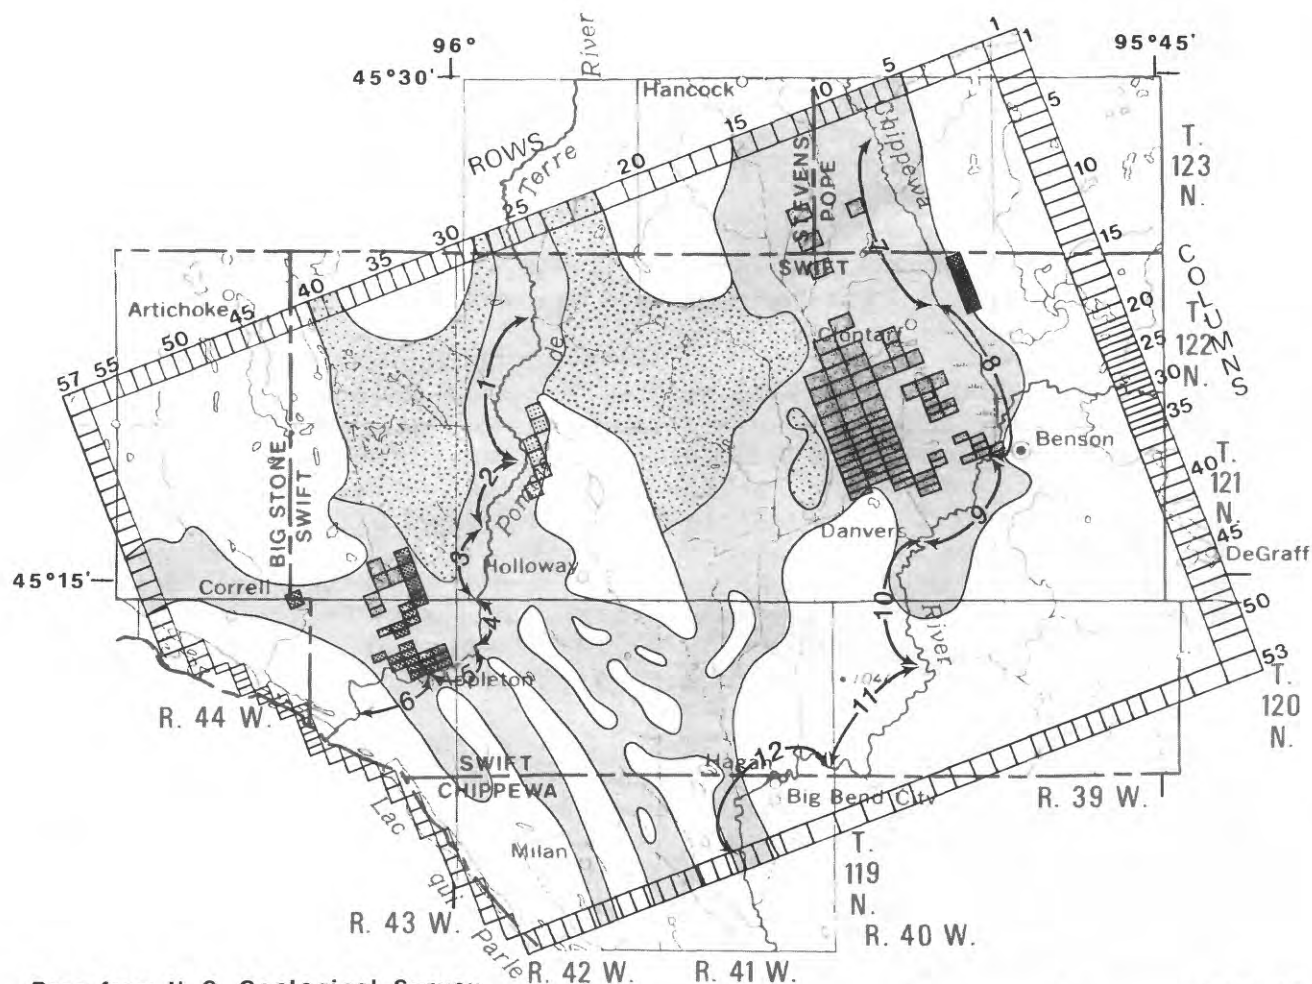 96°
95°45'
45°30'
River
Hancock
1
1
5
5
10
15
20
25
30
35
40
45
50
55
57
ROWS
Terre
Chippewa
STEVENS
POPE
SWIFT
T.
123
N.
10
15
20
25
30
35
40
45
50
53
COLUMNS
T.
122
N.
T.
121
N.
T.
120
N.
Artichoke
BIG STONE
SWIFT
de
Pomme
Clontarf
Benson
Danvers
DeGraff
River
Holloway
Correll
45°15'
Appleton
1
2
3
4
5
6
7
8
9
10
11
12
R. 44 W.
SWIFT
CHIPPEWA
Hagan
Big Bend City
R. 39 W.
Milan
Lac
qui
Parle
T.
119
N.
R. 43 W.
R. 40 W.
R. 42 W.
R. 41 W.